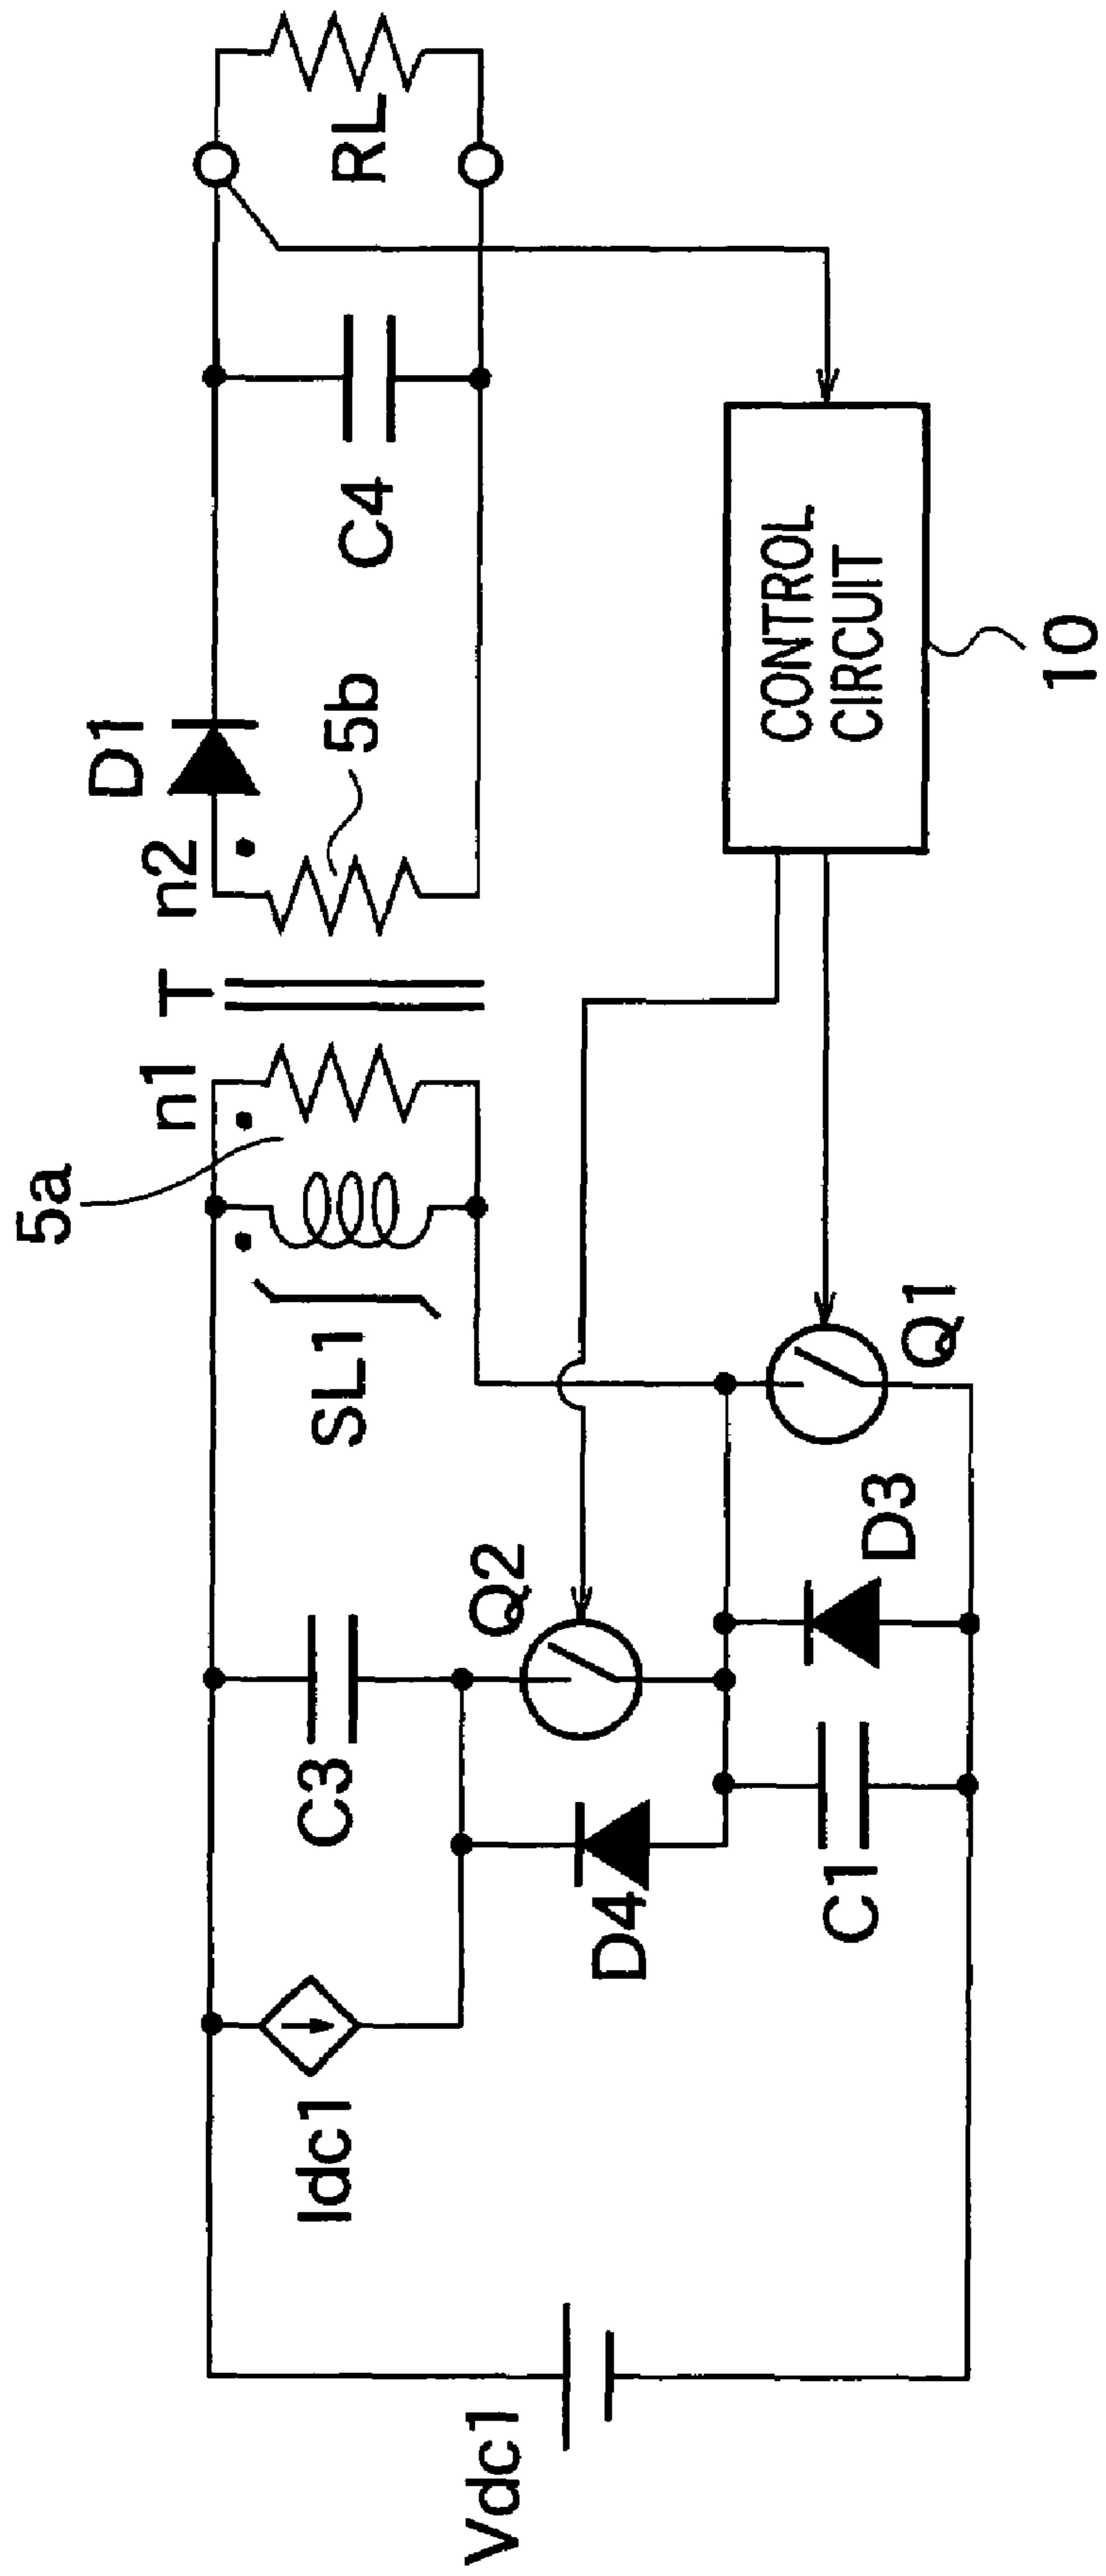 5a
n1
T
n2
D1
SL1
5b
C4
RL
Idc1
C3
Q2
Vdc1
D4
C1
D3
Q1
CONTROL
CIRCUIT
10